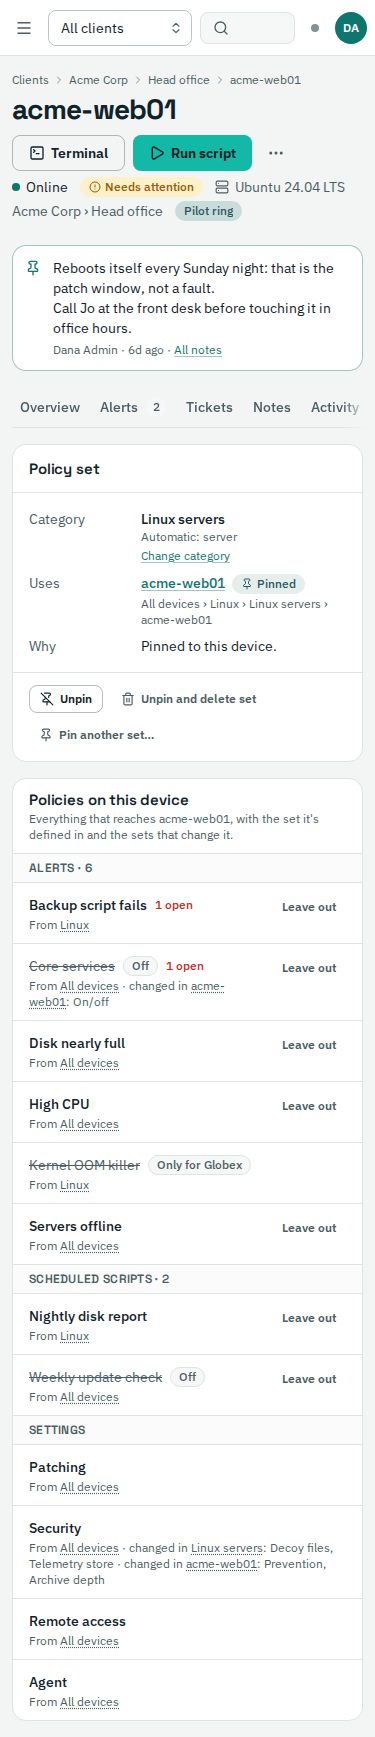 All clients
DA
Clients > Acme Corp > Head office > acme-web01
acme-web01
Terminal
Run script
Online
Needs attention
Ubuntu 24.04 LTS
Acme Corp › Head office
Pilot ring
Reboots itself every Sunday night: that is the
patch window, not a fault.
Call Jo at the front desk before touching it in
office hours.
Dana Admin · 6d ago · All notes
Overview
Alerts 2
Tickets
Notes
Activity
Policy set
Category
Linux servers
Automatic: server
Change category
Uses
acme-web01 Pinned
All devices › Linux › Linux servers ›
acme-web01
Why
Pinned to this device.
Unpin
Unpin and delete set
Pin another set...
Policies on this device
Everything that reaches acme-web01, with the set it's
defined in and the sets that change it.
ALERTS · 6
Backup script fails 1 open
Leave out
From Linux
Core services Off 1 open
Leave out
From All devices · changed in acme-
web01: On/off
Disk nearly full
Leave out
From All devices
High CPU
Leave out
From All devices
Kernel OOM killer Only for Globex
From Linux
Servers offline
Leave out
From All devices
SCHEDULED SCRIPTS · 2
Nightly disk report
Leave out
From Linux
Weekly update check Off
Leave out
From All devices
SETTINGS
Patching
From All devices
Security
From All devices · changed in Linux servers: Decoy files,
Telemetry store · changed in acme-web01: Prevention,
Archive depth
Remote access
From All devices
Agent
From All devices